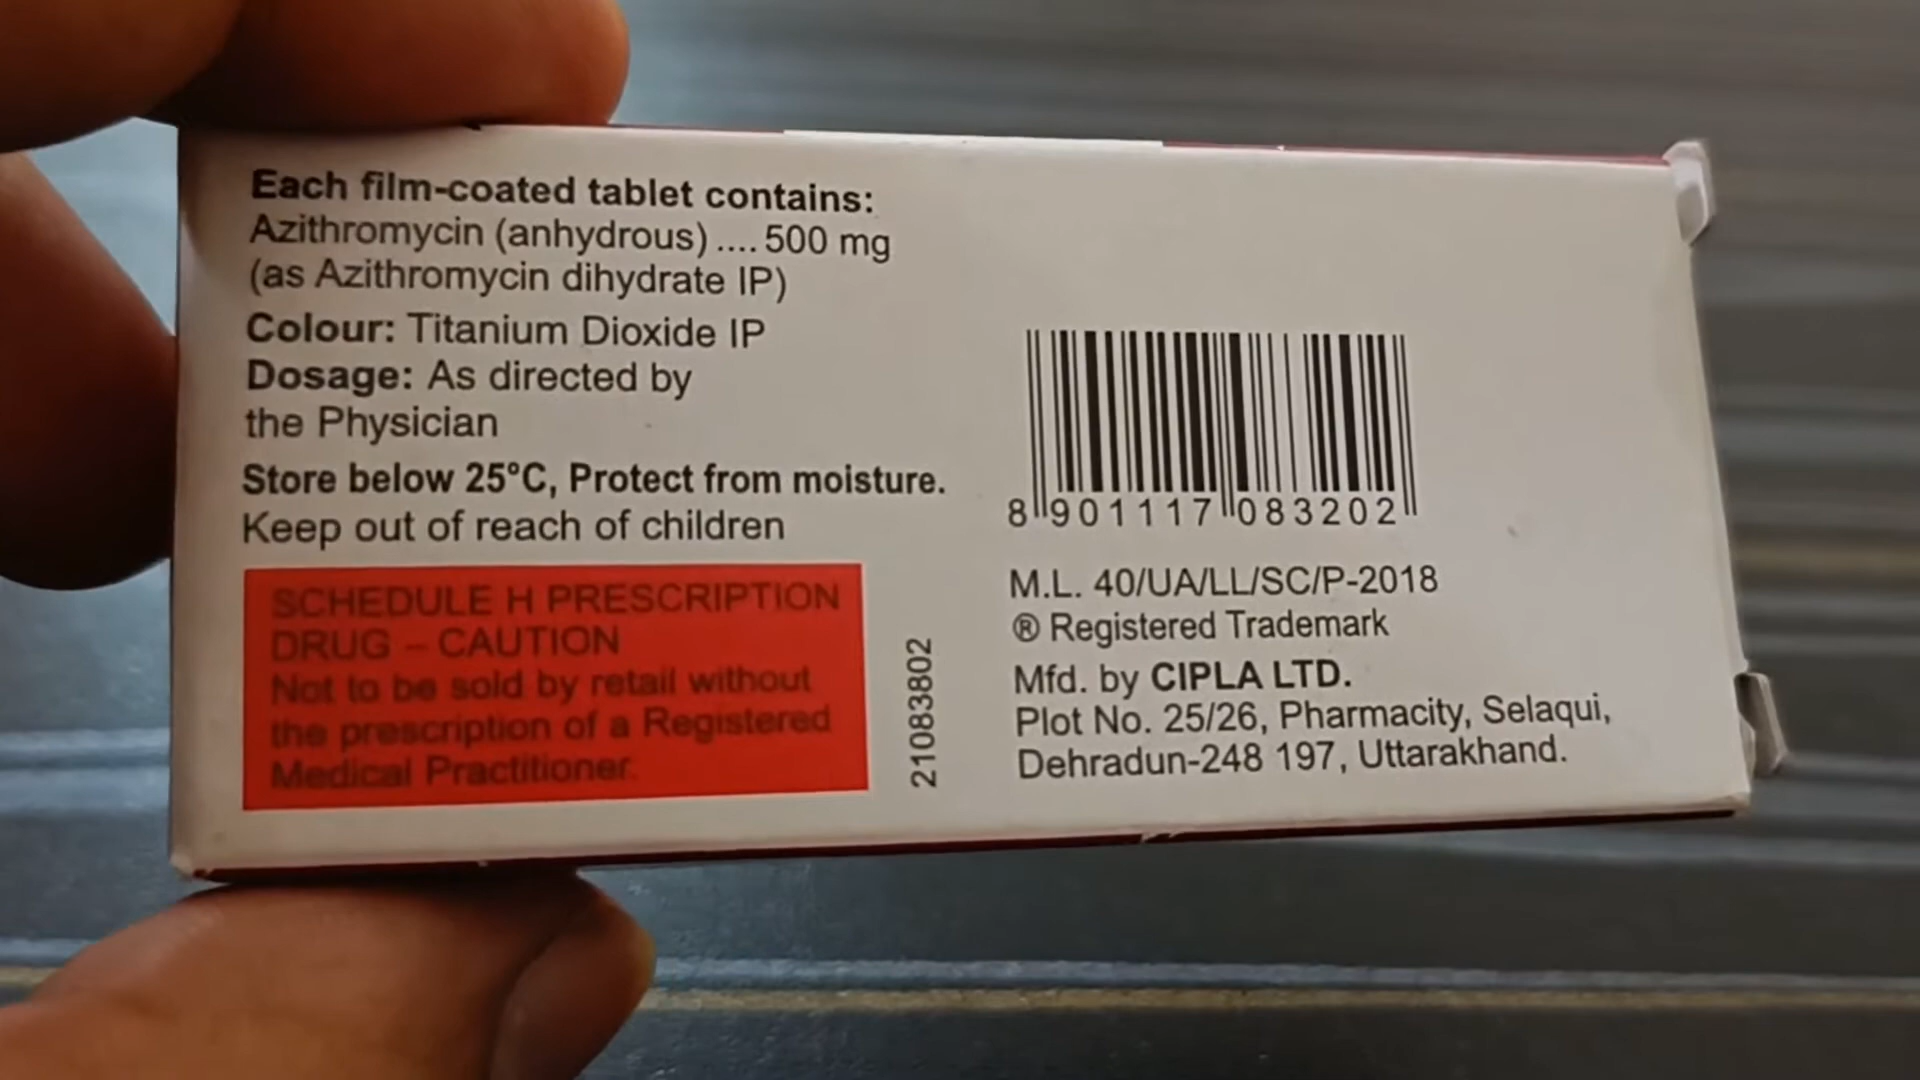 Each film-coated tablet contains:
Azithromycin (anhydrous) .... 500 mg
(as Azithromycin dihydrate IP)
Colour: Titanium Dioxide IP
Dosage: As directed by
the Physician
Store below 25°C, Protect from moisture.
Keep out of reach of children
SCHEDULE H PRESCRIPTION
DRUG – CAUTION
Not to be sold by retail without
the prescription of a Registered
Medical Practitioner.
21083802
8 901117 083202
M.L. 40/UA/LL/SC/P-2018
® Registered Trademark
Mfd. by CIPLA LTD.
Plot No. 25/26, Pharmacity, Selaqui,
Dehradun-248 197, Uttarakhand.